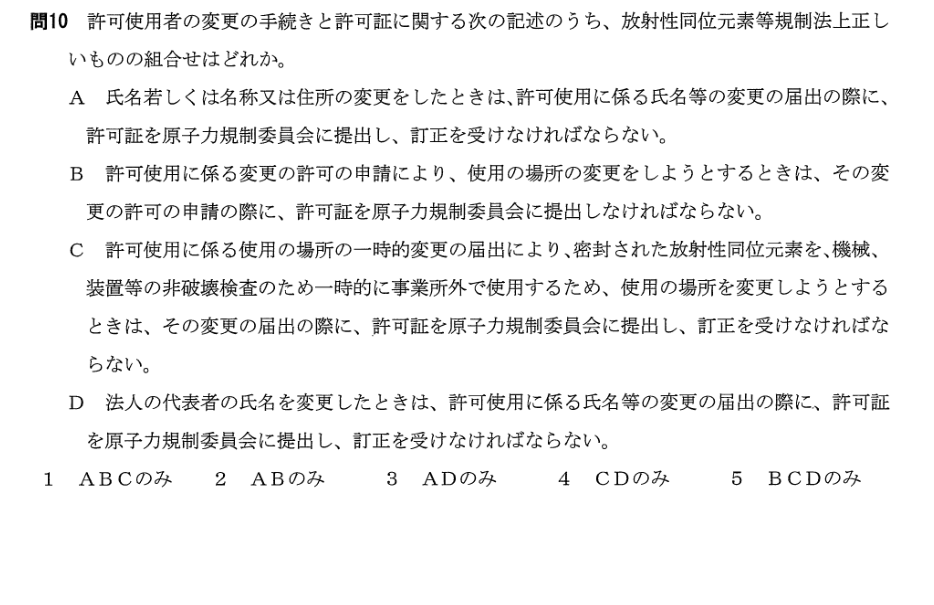 問10　許可使用者の変更の手続きと許可証に関する次の記述のうち、放射性同位元素等規制法上正し
いものの組合せはどれか。
A　氏名若しくは名称又は住所の変更をしたときは、許可使用に係る氏名等の変更の届出の際に、
許可証を原子力規制委員会に提出し、訂正を受けなければならない。
B　許可使用に係る変更の許可の申請により、使用の場所の変更をしようとするときは、その変
更の許可の申請の際に、許可証を原子力規制委員会に提出しなければならない。
C　許可使用に係る使用の場所の一時的変更の届出により、密封された放射性同位元素を、機械、
装置等の非破壊検査のため一時的に事業所外で使用するため、使用の場所を変更しようとする
ときは、その変更の届出の際に、許可証を原子力規制委員会に提出し、訂正を受けなければな
らない。
D　法人の代表者の氏名を変更したときは、許可使用に係る氏名等の変更の届出の際に、許可証
を原子力規制委員会に提出し、訂正を受けなければならない。
1　ＡＢＣのみ　　2　ＡＢのみ　　3　ＡＤのみ　　4　ＣＤのみ　　5　ＢＣＤのみ